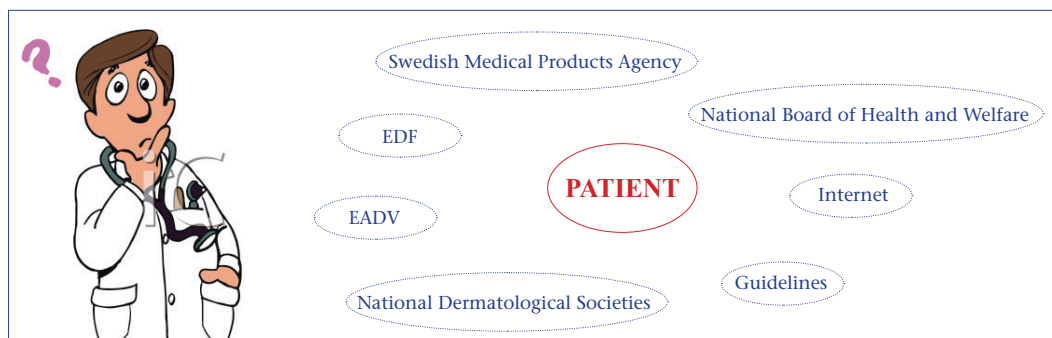 ?
Swedish Medical Products Agency
National Board of Health and Welfare
EDF
PATIENT
Internet
EADV
Guidelines
National Dermatological Societies